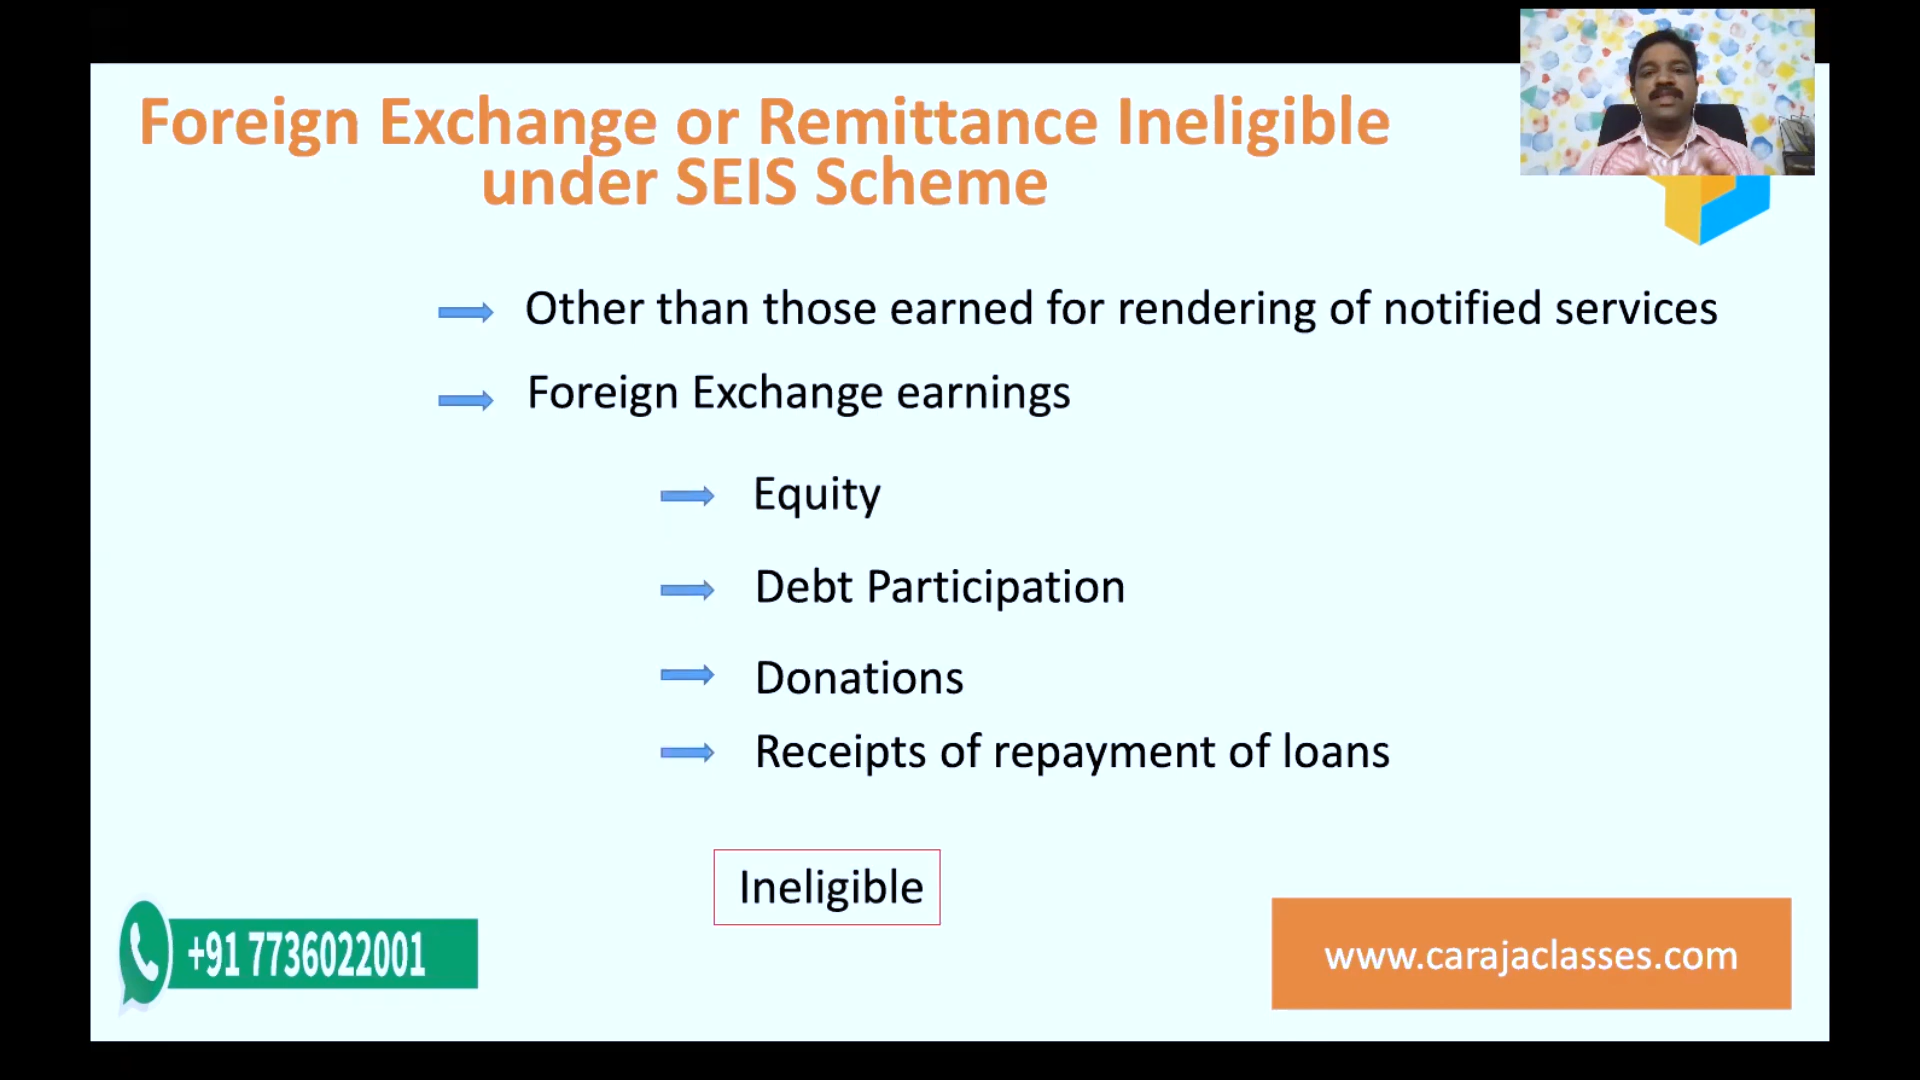 Foreign Exchange or Remittance Ineligible
under SEIS Scheme
Other than those earned for rendering of notified services
Foreign Exchange earnings
Equity
Debt Participation
Donations
Receipts of repayment of loans
Ineligible
+91 7736022001
www.carajaclasses.com